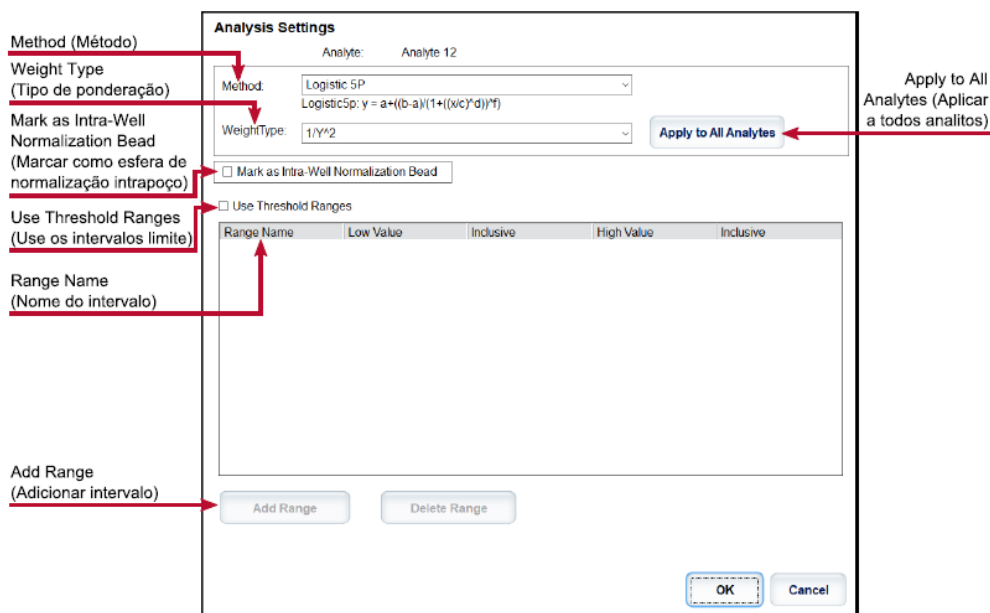 Analysis Settings
Analyte: Analyte 12
Method (Método)
Weight Type
(Tipo de ponderação)
Mark as Intra-Well
Normalization Bead
(Marcar como esfera de
normalização intrapoço)
Use Threshold Ranges
(Use os intervalos limite)
Range Name
(Nome do intervalo)
Add Range
(Adicionar intervalo)
Method: Logistic 5P
Logistic5p: y = a+((b-a)/(1+((x/c)^d))^f)
WeightType: 1/Y^2
Apply to All Analytes
Mark as Intra-Well Normalization Bead
Use Threshold Ranges
Range Name Low Value Inclusive High Value Inclusive
Add Range Delete Range
OK Cancel
Apply to All
Analytes (Aplicar
a todos analitos)